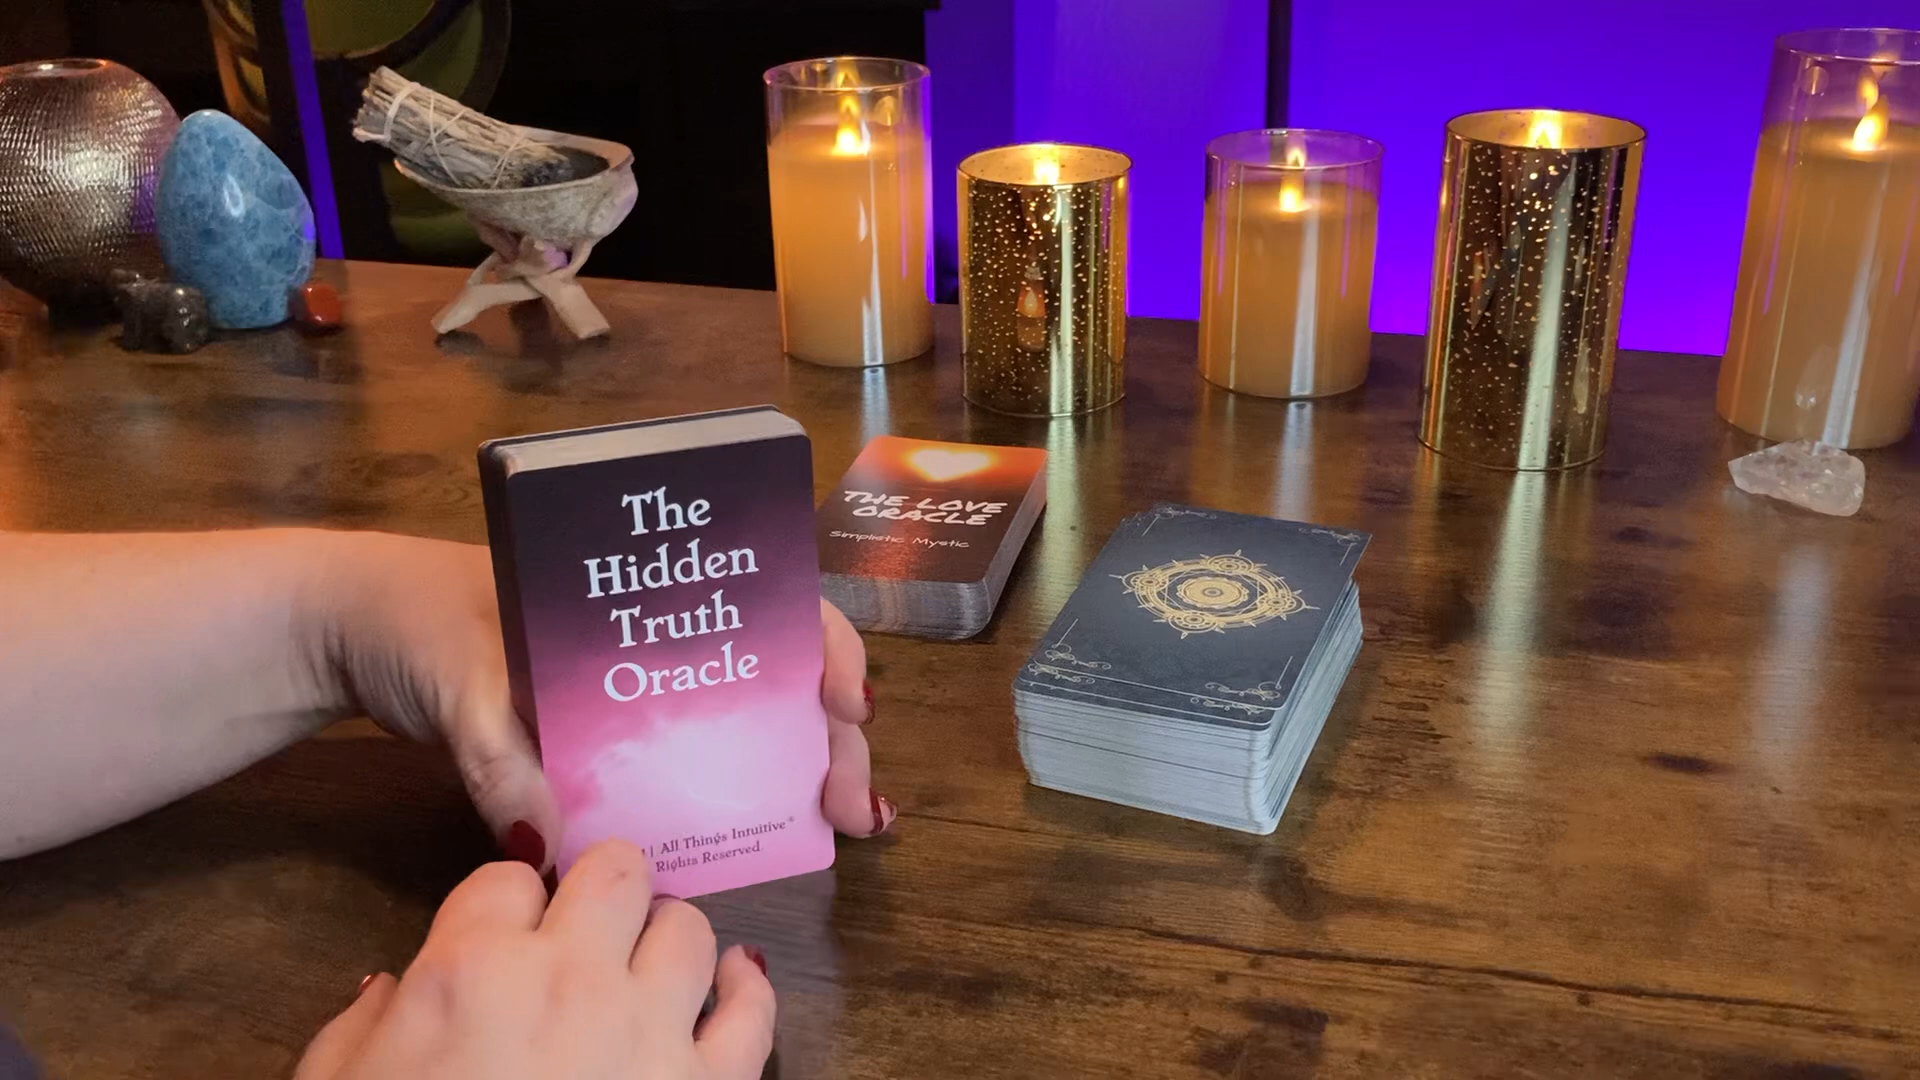 The
Hidden
Truth
Oracle
| All Things Intuitive®
Rights Reserved.
THE LOVE
ORACLE
Simplistic Mystic